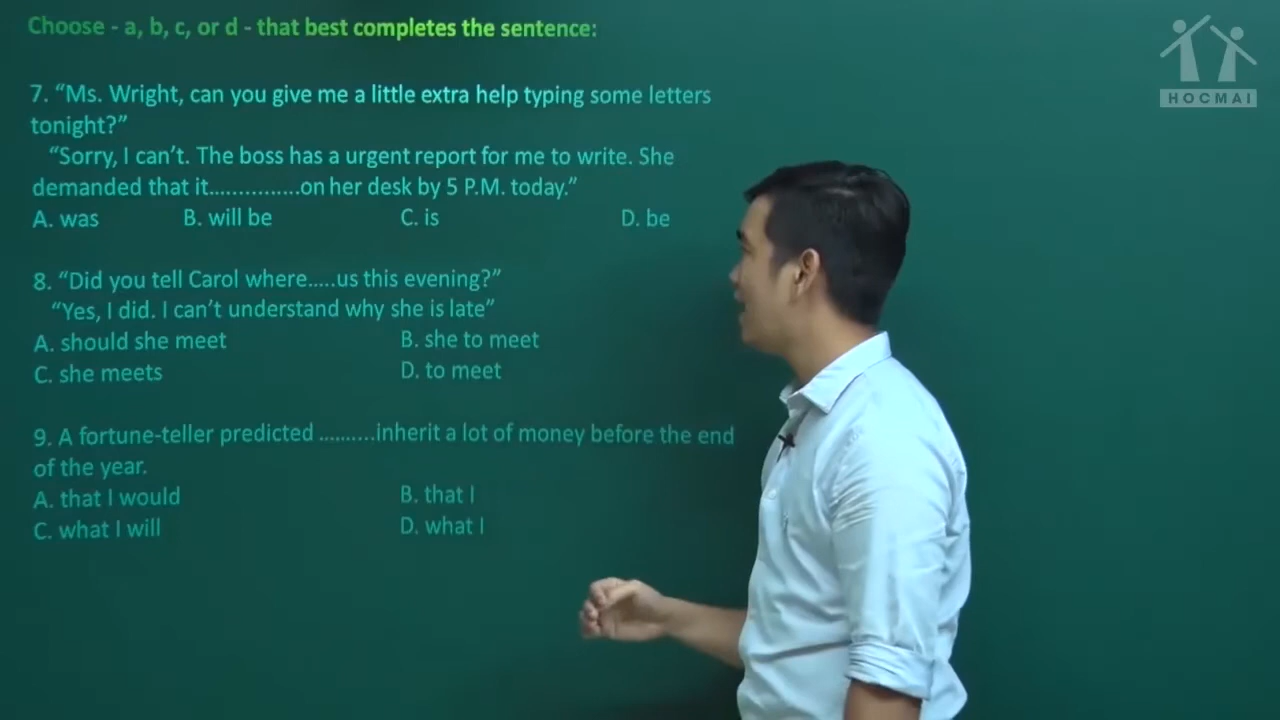 Choose - a, b, c, or d - that best completes the sentence:
HOCMAI
7. “Ms. Wright, can you give me a little extra help typing some letters
tonight?”
“Sorry, I can’t. The boss has a urgent report for me to write. She
demanded that it..............on her desk by 5 P.M. today.”
A. was B. will be C. is D. be
8. “Did you tell Carol where.....us this evening?”
“Yes, I did. I can’t understand why she is late”
A. should she meet B. she to meet
C. she meets D. to meet
9. A fortune-teller predicted ..........inherit a lot of money before the end
of the year.
A. that I would B. that I
C. what I will D. what I